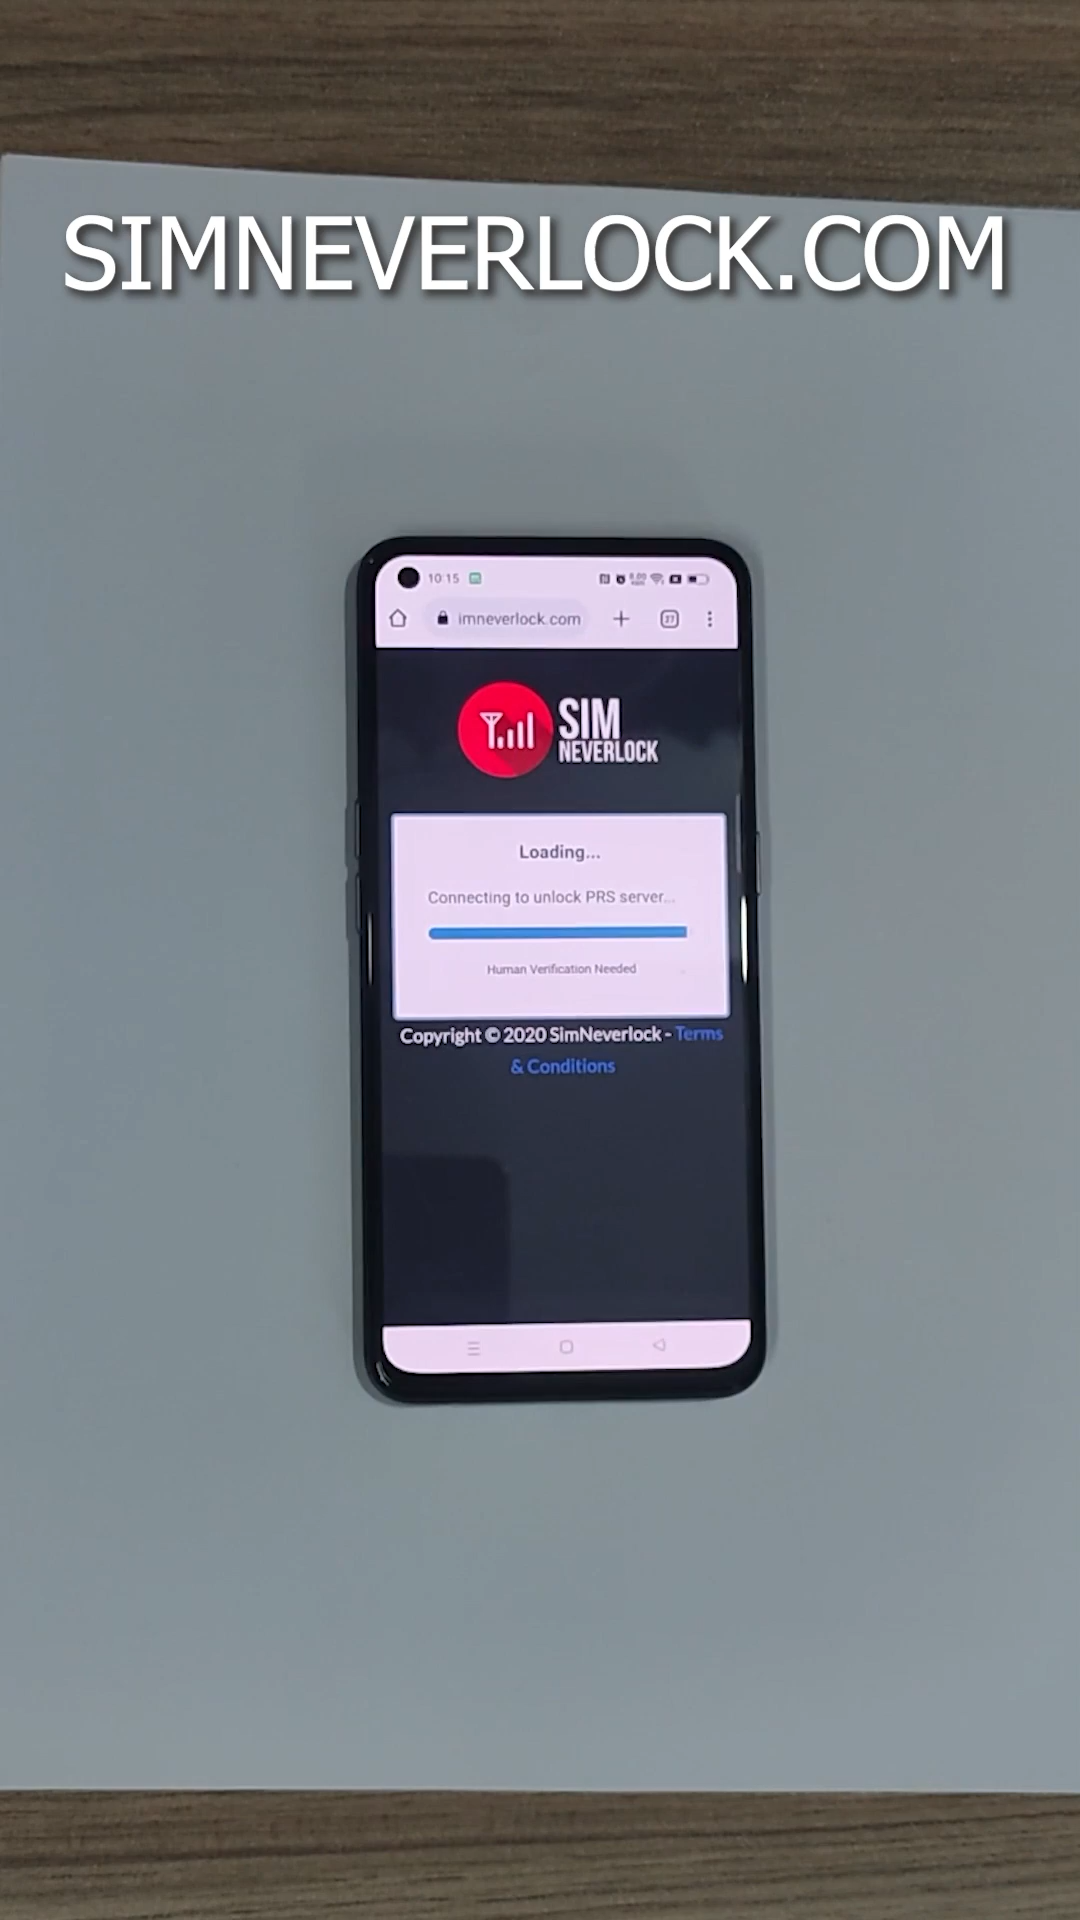 SIMNEVERLOCK.COM
10:15
imneverlock.com
27
SIM
NEVERLOCK
Loading...
Connecting to unlock PRS server...
Human Verification Needed
Copyright © 2020 SimNeverlock - Terms
& Conditions